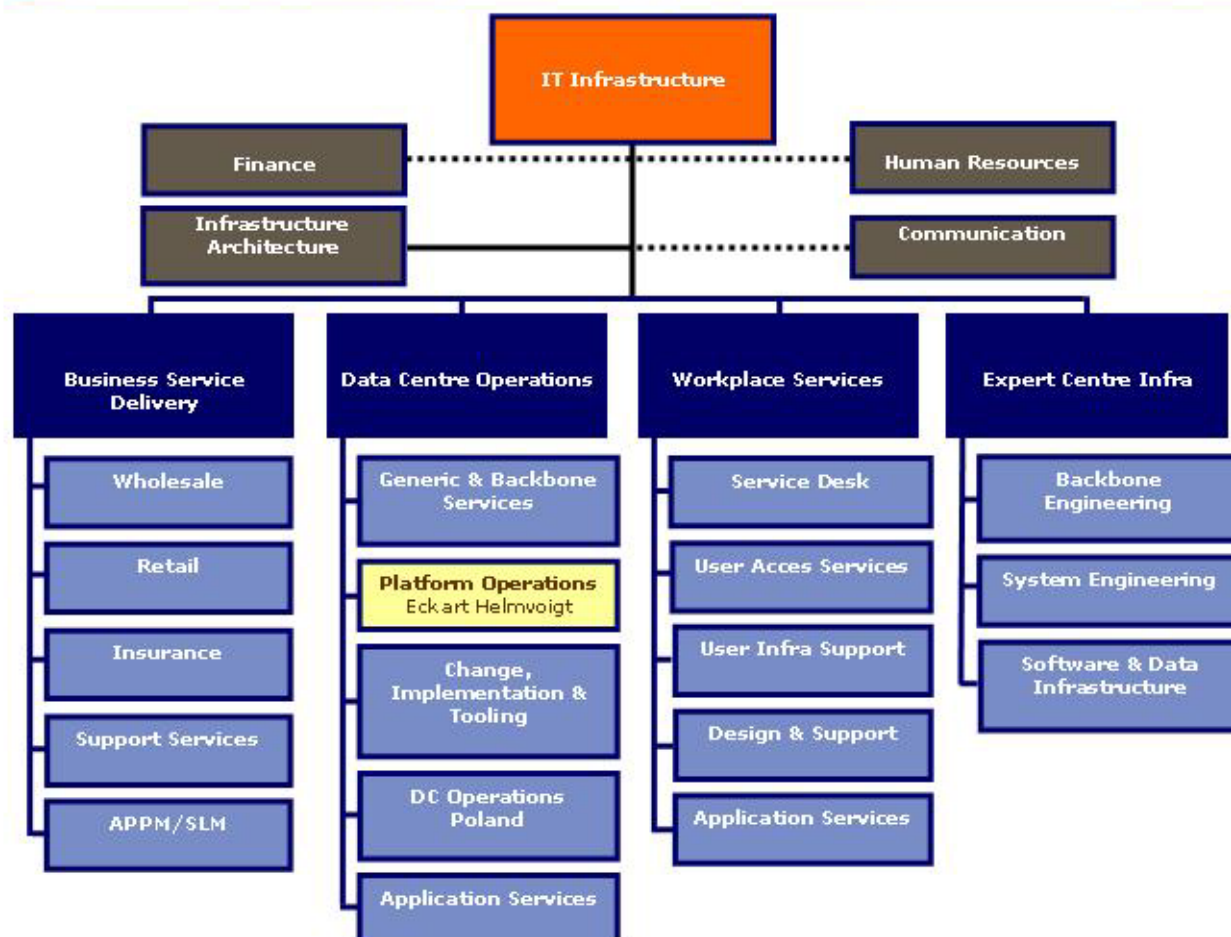 IT Infrastructure
Finance
Human Resources
Infrastructure
Architecture
Communication
Business Service
Delivery
Data Centre Operations
Workplace Services
Expert Centre Infra
Wholesale
Retail
Insurance
Support Services
APPM/SLM
Generic & Backbone
Services
Platform Operations
Eckart Helmvoigt
Change,
Implementation &
Tooling
DC Operations
Poland
Application Services
Service Desk
User Acces Services
User Infra Support
Design & Support
Application Services
Backbone
Engineering
System Engineering
Software & Data
Infrastructure